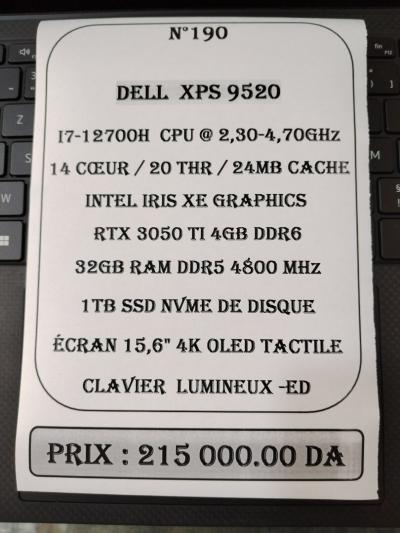 N°190
DELL XPS 9520
I7-12700H CPU @ 2,30-4,70GHz
14 CŒUR / 20 THR / 24MB CACHE
INTEL IRIS XE GRAPHICS
RTX 3050 TI 4GB DDR6
32GB RAM DDR5 4800 MHz
1TB SSD NVME DE DISQUE
ÉCRAN 15,6" 4K OLED TACTILE
CLAVIER LUMINEUX -ED
PRIX : 215 000.00 DA
Z
M
fin
F12